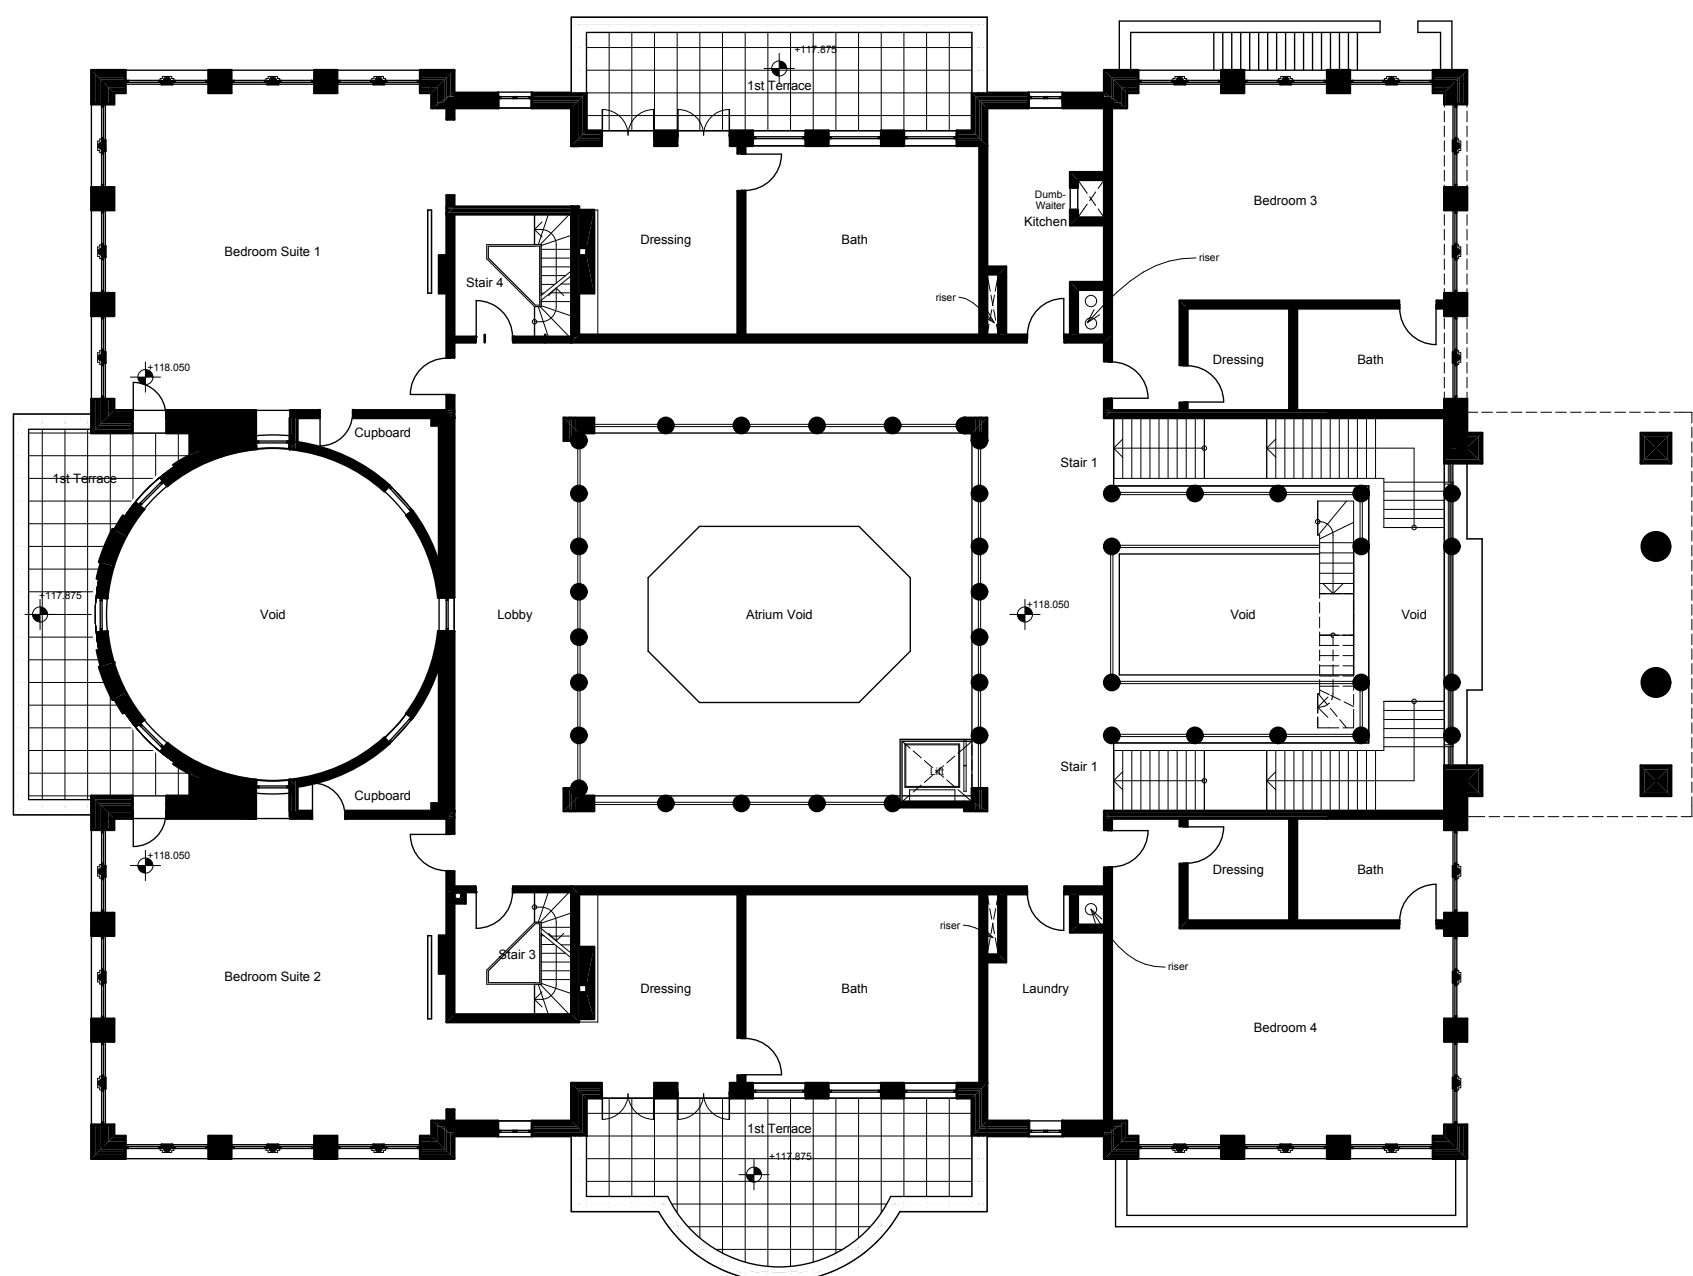 +117.875
1st Terrace
Dumb-
Waiter
Kitchen
Bedroom 3
Bedroom Suite 1
Dressing
Bath
Stair 4
riser
riser
+118.050
Dressing
Bath
Cupboard
Stair 1
1st Terrace
+117.875
Void
Lobby
Atrium Void
+118.050
Void
Void
Stair 1
Lift
Cupboard
+118.050
Dressing
Bath
riser
Stair 3
riser
Bedroom Suite 2
Dressing
Bath
Laundry
Bedroom 4
1st Terrace
+117.875